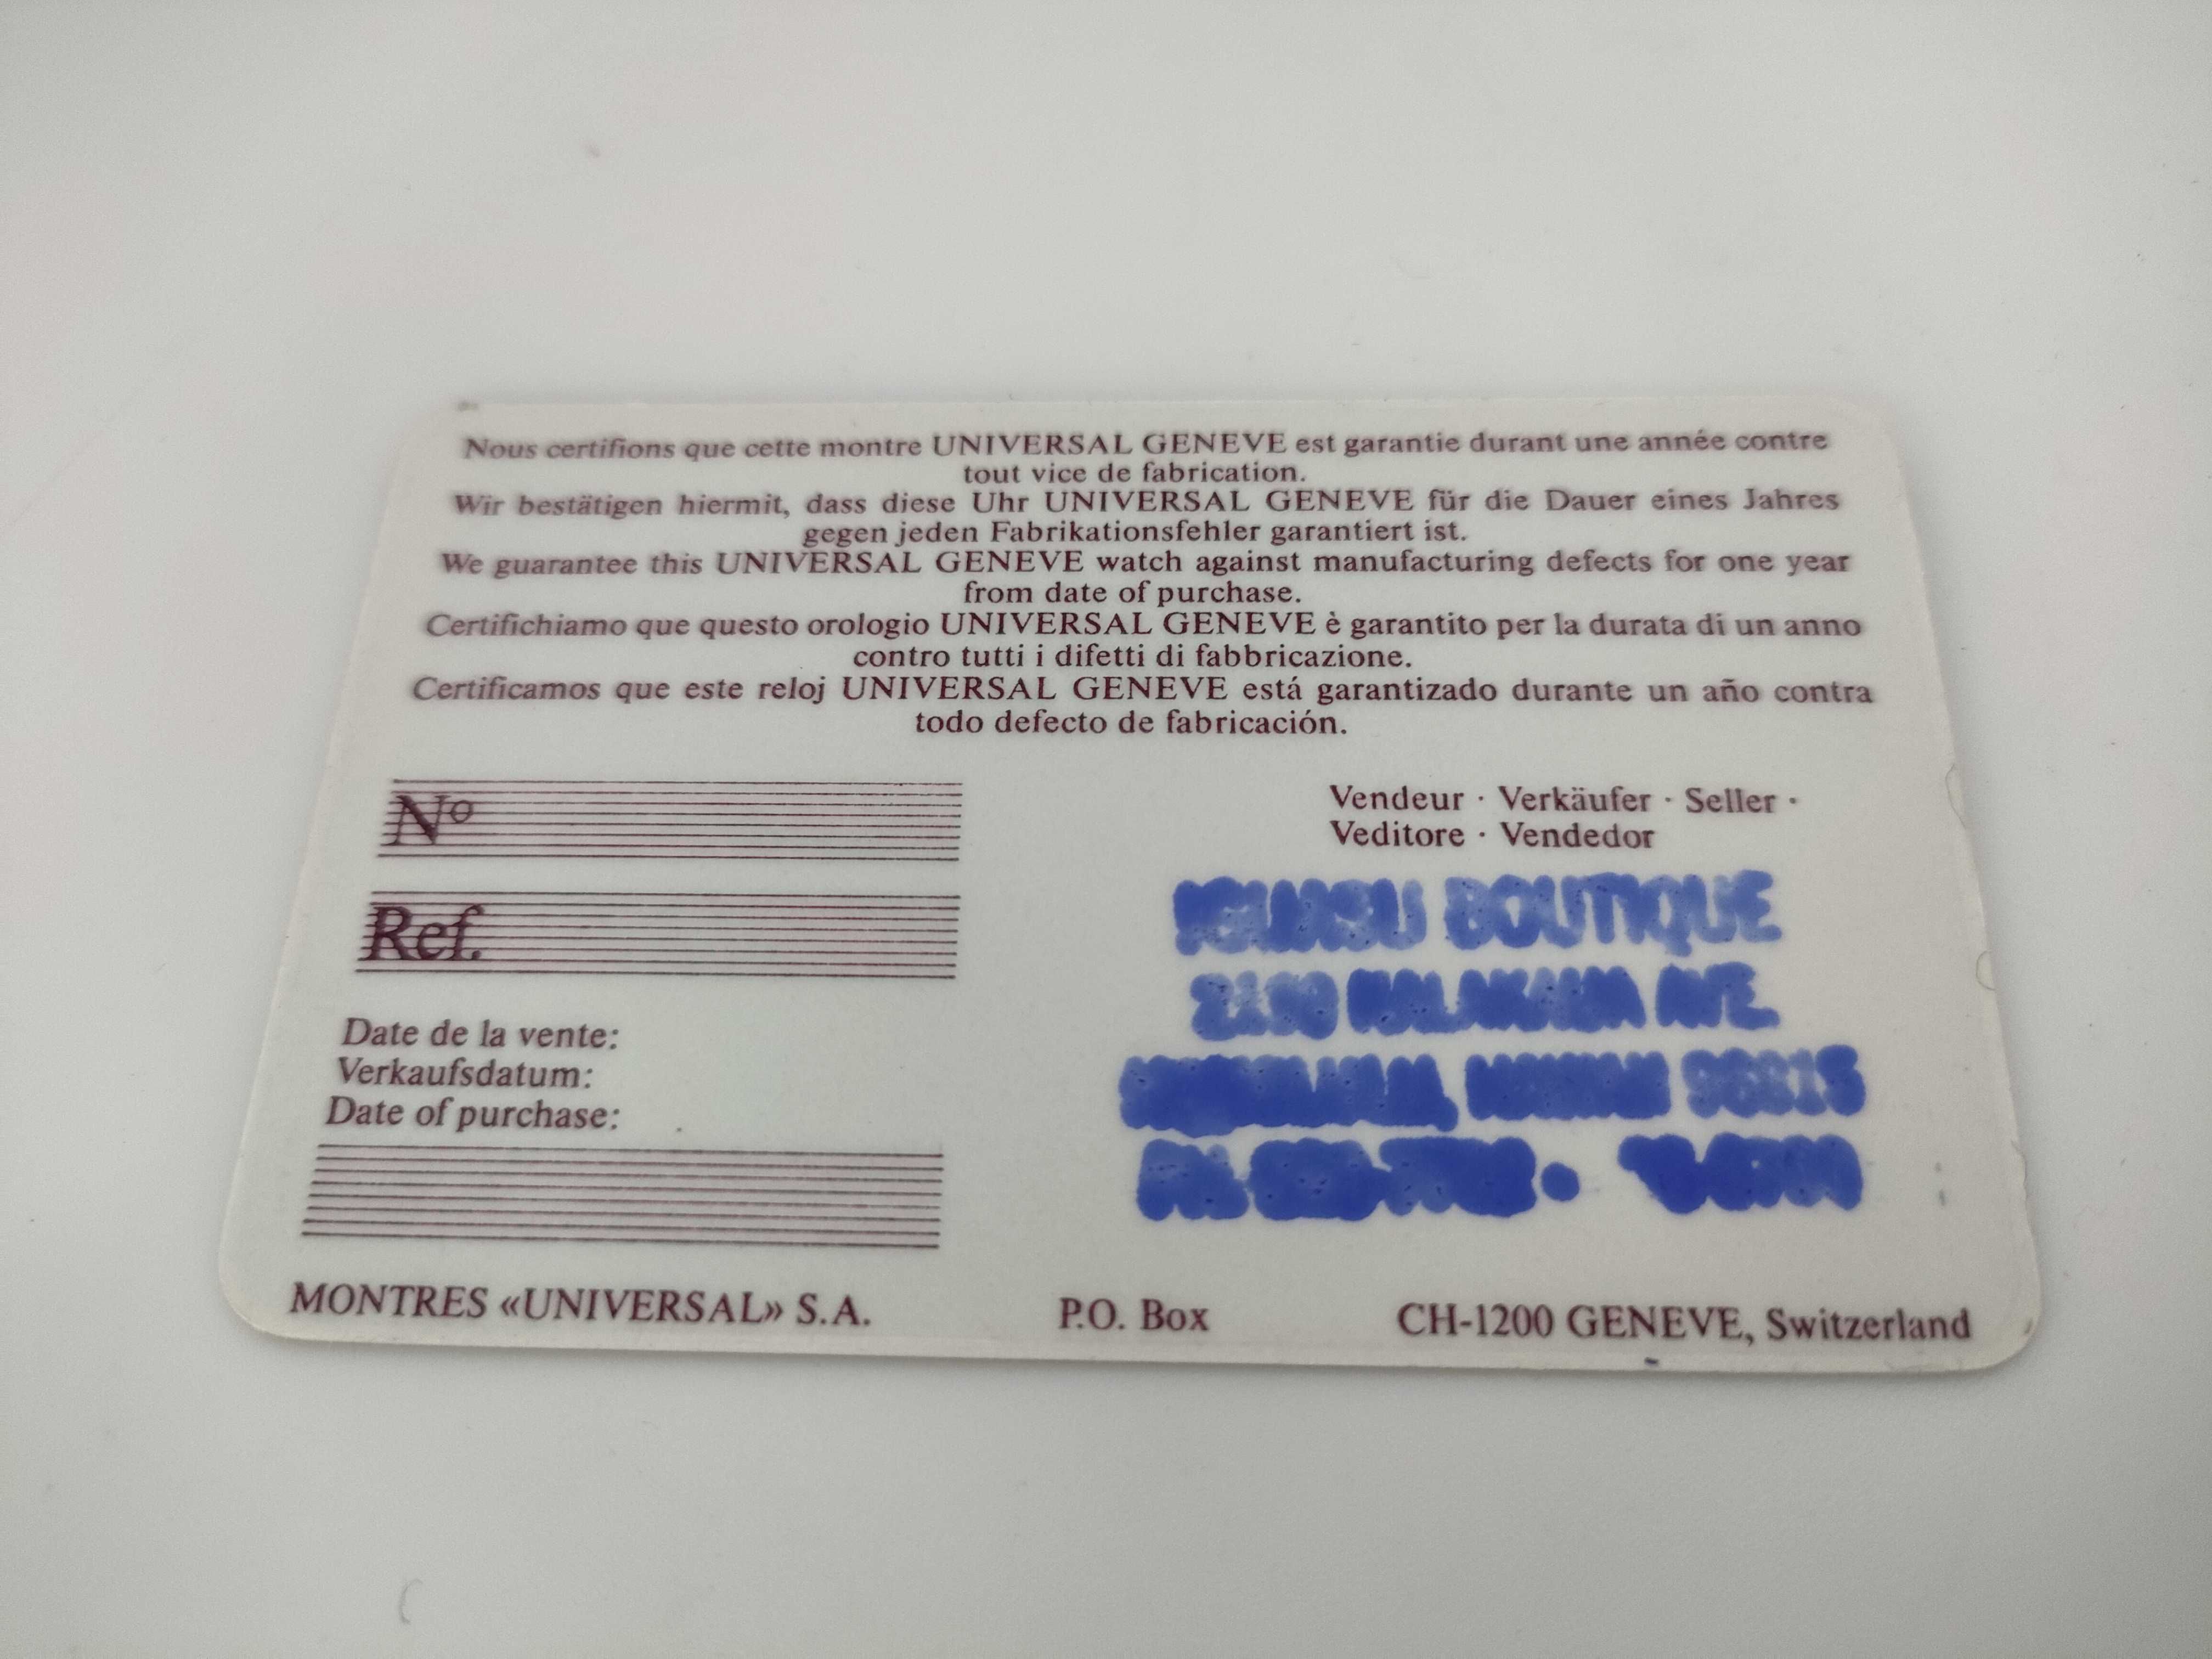 Nous certifions que cette montre UNIVERSAL GENEVE est garantie durant une année contre
tout vice de fabrication.
Wir bestätigen hiermit, dass diese Uhr UNIVERSAL GENEVE für die Dauer eines Jahres
gegen jeden Fabrikationsfehler garantiert ist.
We guarantee this UNIVERSAL GENEVE watch against manufacturing defects for one year
from date of purchase.
Certifichiamo que questo orologio UNIVERSAL GENEVE è garantito per la durata di un anno
contro tutti i difetti di fabbricazione.
Certificamos que este reloj UNIVERSAL GENEVE está garantizado durante un año contra
todo defecto de fabricación.
Nº
Ref.
Date de la vente:
Verkaufsdatum:
Date of purchase:
Vendeur · Verkäufer · Seller ·
Veditore · Vendedor
BOUTIQUE
AVE.
96815
MONTRES «UNIVERSAL» S.A. P.O. Box CH-1200 GENEVE, Switzerland